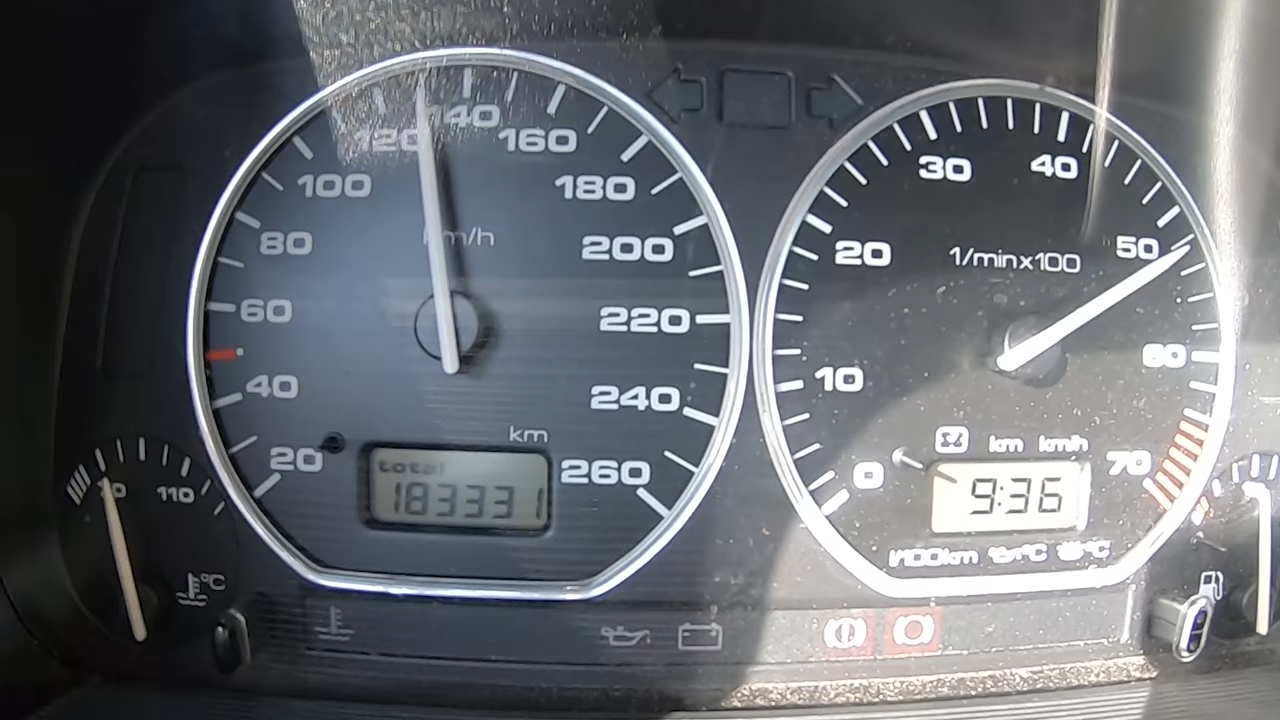 120 140 160
100 180
80 km/h 200
60 220
40 240
km
20 260
total
183331
30 40
20 1/min x100 50
10 60
km km/h
0 70
9:36
l/100km °C °C
110
°C